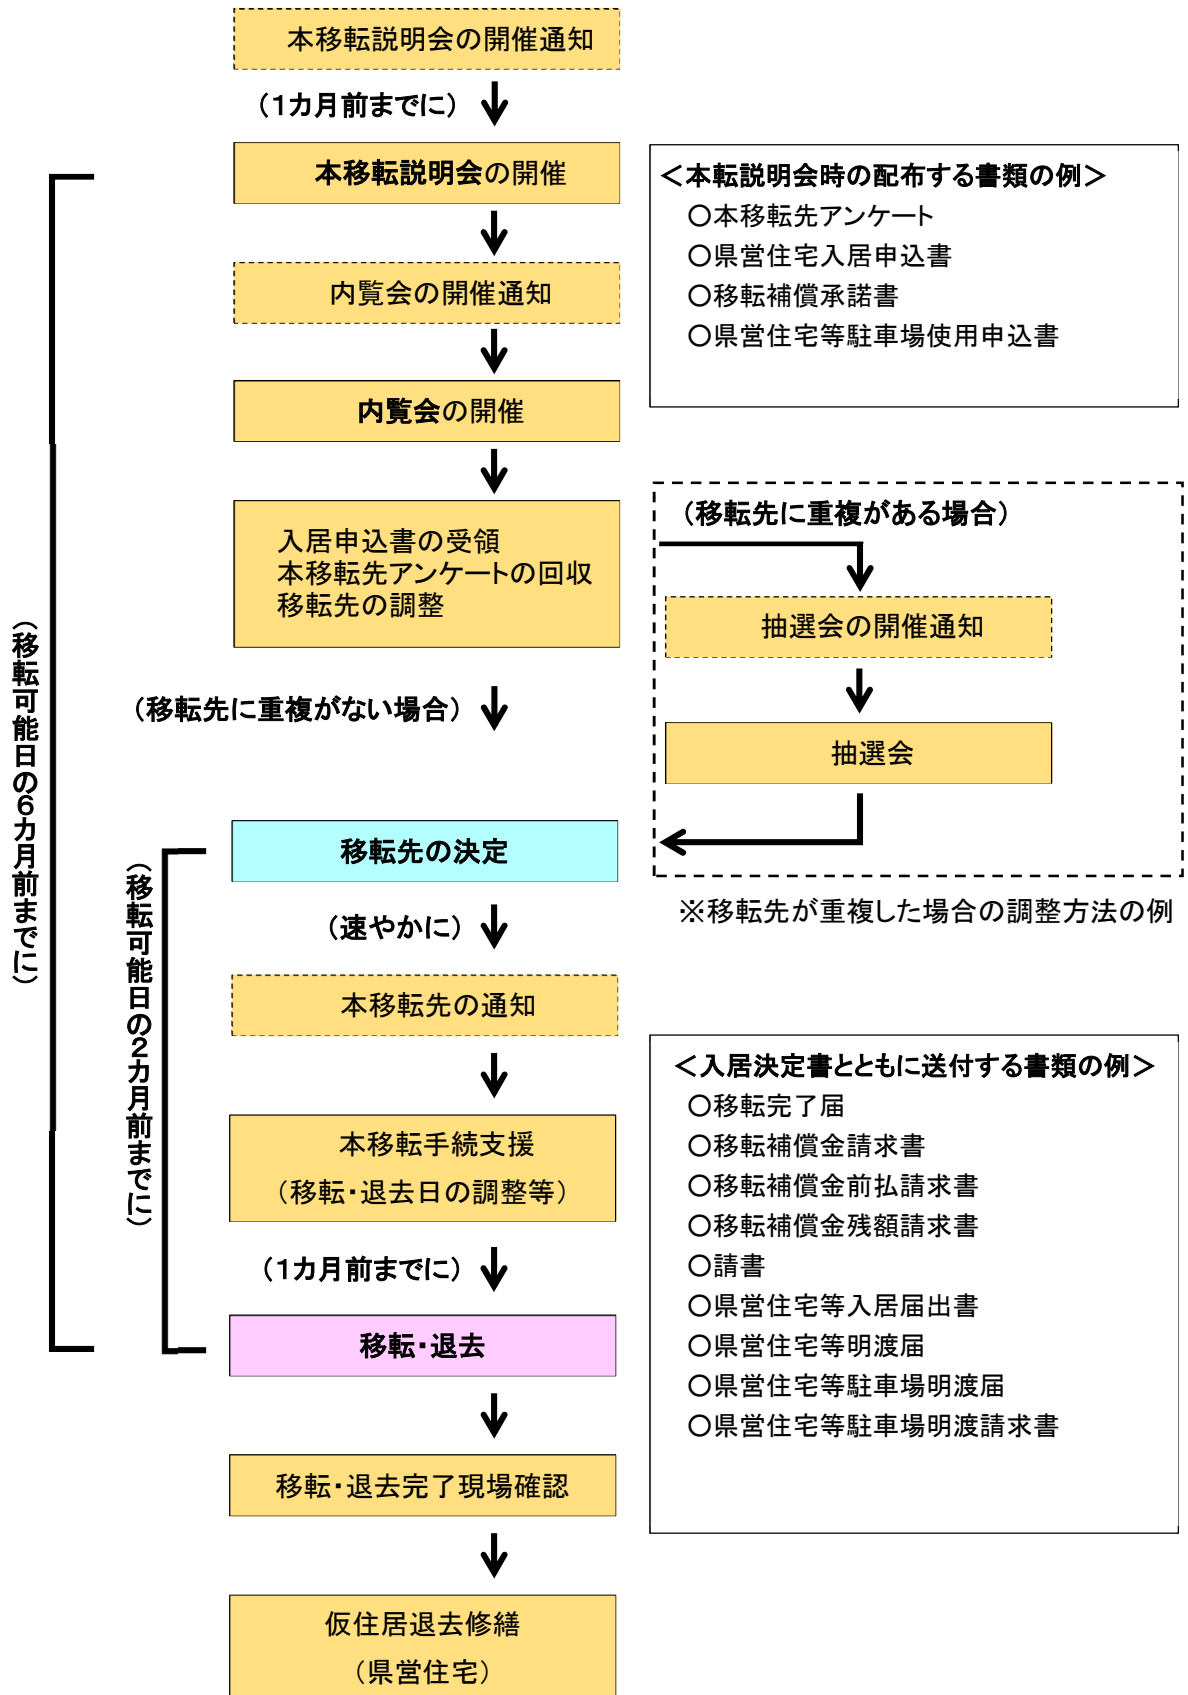 本移転説明会の開催通知
（1カ月前までに）
本移転説明会の開催
＜本転説明会時の配布する書類の例＞
○本移転先アンケート
○県営住宅入居申込書
○移転補償承諾書
○県営住宅等駐車場使用申込書
内覧会の開催通知
内覧会の開催
入居申込書の受領
本移転先アンケートの回収
移転先の調整
（移転先に重複がある場合）
抽選会の開催通知
抽選会
（移転先に重複がない場合）
（移転可能日の6カ月前までに）
移転先の決定
※移転先が重複した場合の調整方法の例
（速やかに）
（移転可能日の2カ月前までに）
本移転先の通知
本移転手続支援
（移転・退去日の調整等）
（1カ月前までに）
移転・退去
＜入居決定書とともに送付する書類の例＞
○移転完了届
○移転補償金請求書
○移転補償金前払請求書
○移転補償金残額請求書
○請書
○県営住宅等入居届出書
○県営住宅等明渡届
○県営住宅等駐車場明渡届
○県営住宅等駐車場明渡請求書
移転・退去完了現場確認
仮住居退去修繕
（県営住宅）